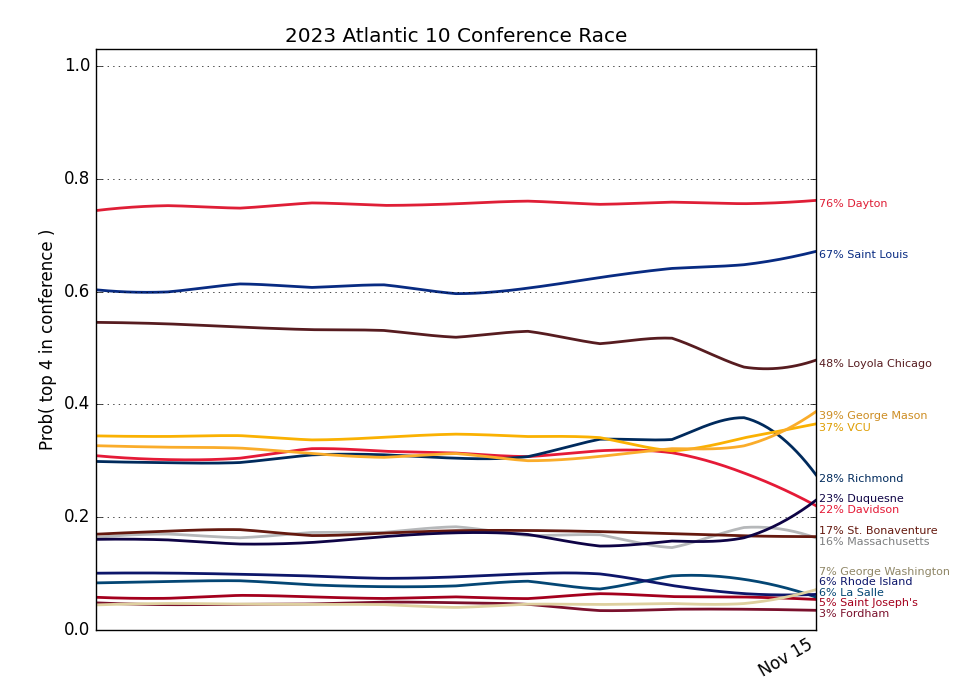 2023 Atlantic 10 Conference Race
Prob( top 4 in conference )
1.0
0.8
0.6
0.4
0.2
0.0
76% Dayton
67% Saint Louis
48% Loyola Chicago
39% George Mason
37% VCU
28% Richmond
23% Duquesne
22% Davidson
17% St. Bonaventure
16% Massachusetts
7% George Washington
6% Rhode Island
6% La Salle
5% Saint Joseph's
3% Fordham
Nov 15